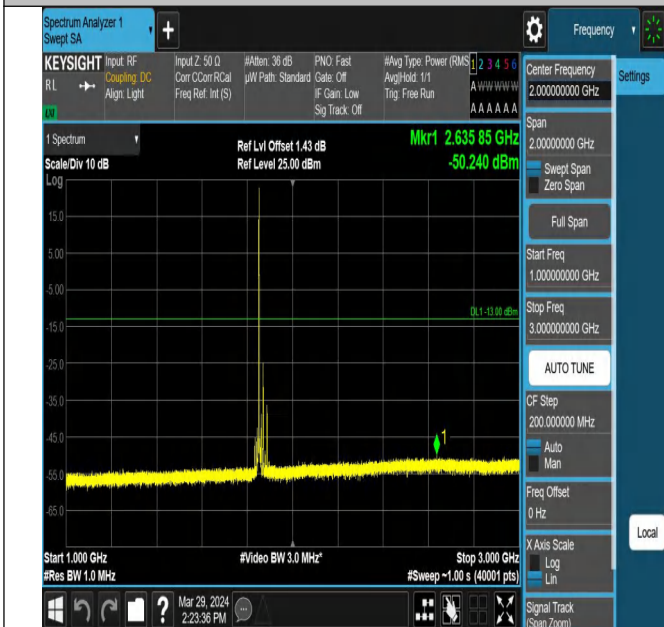 Spectrum Analyzer 1
Swept SA
+
Frequency
KEYSIGHT
RL
Input: RF
Coupling: DC
Align: Light
Input Z: 50 Ω
Corr CCorr RCal
Freq Ref: Int (S)
#Atten: 36 dB
µW Path: Standard
PNO: Fast
Gate: Off
IF Gain: Low
Sig Track: Off
#Avg Type: Power (RMS
Avg|Hold: 1/1
Trig: Free Run
1 2 3 4 5 6
A W W W W W
A A A A A A
1 Spectrum
Scale/Div 10 dB
Log
Ref Lvl Offset 1.43 dB
Ref Level 25.00 dBm
Mkr1 2.635 85 GHz
-50.240 dBm
15.0
5.00
-5.00
-15.0
-25.0
-35.0
-45.0
-55.0
-65.0
DL1 -13.00 dBm
1
Start 1.000 GHz
#Res BW 1.0 MHz
#Video BW 3.0 MHz*
Stop 3.000 GHz
#Sweep ~1.00 s (40001 pts)
?
Mar 29, 2024
2:23:36 PM
Center Frequency
2.000000000 GHz
Settings
Span
2.00000000 GHz
Swept Span
Zero Span
Full Span
Start Freq
1.000000000 GHz
Stop Freq
3.000000000 GHz
AUTO TUNE
CF Step
200.000000 MHz
Auto
Man
Freq Offset
0 Hz
X Axis Scale
Log
Lin
Local
Signal Track
(Span Zoom)